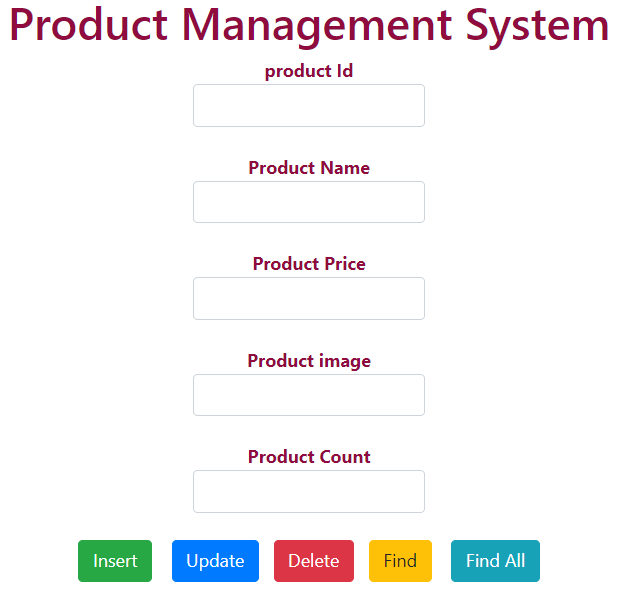 Product Management System
product Id
Product Name
Product Price
Product image
Product Count
Insert Update Delete Find Find All